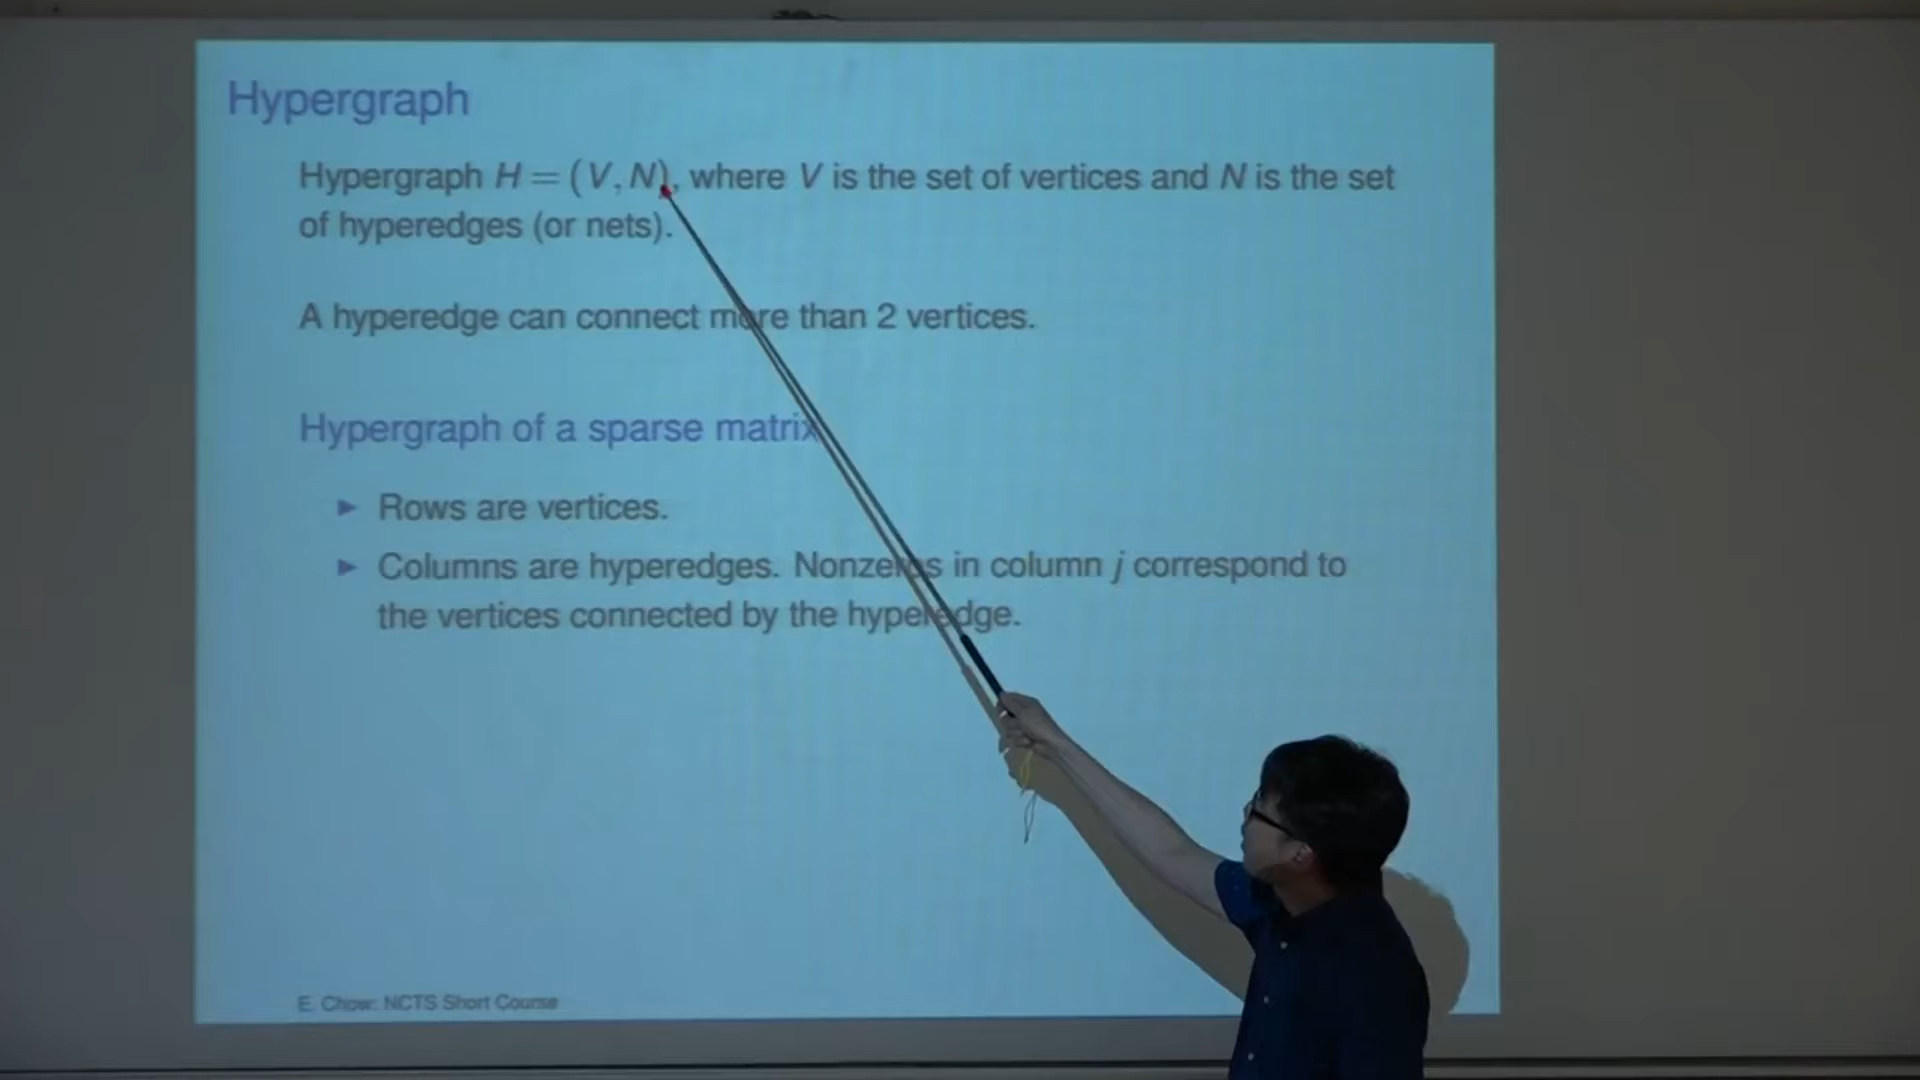 Hypergraph
Hypergraph H = (V, N), where V is the set of vertices and N is the set
of hyperedges (or nets).
A hyperedge can connect more than 2 vertices.
Hypergraph of a sparse matrix
► Rows are vertices.
► Columns are hyperedges. Nonzeros in column j correspond to
the vertices connected by the hyperedge.
E. Chow: NCTS Short Course